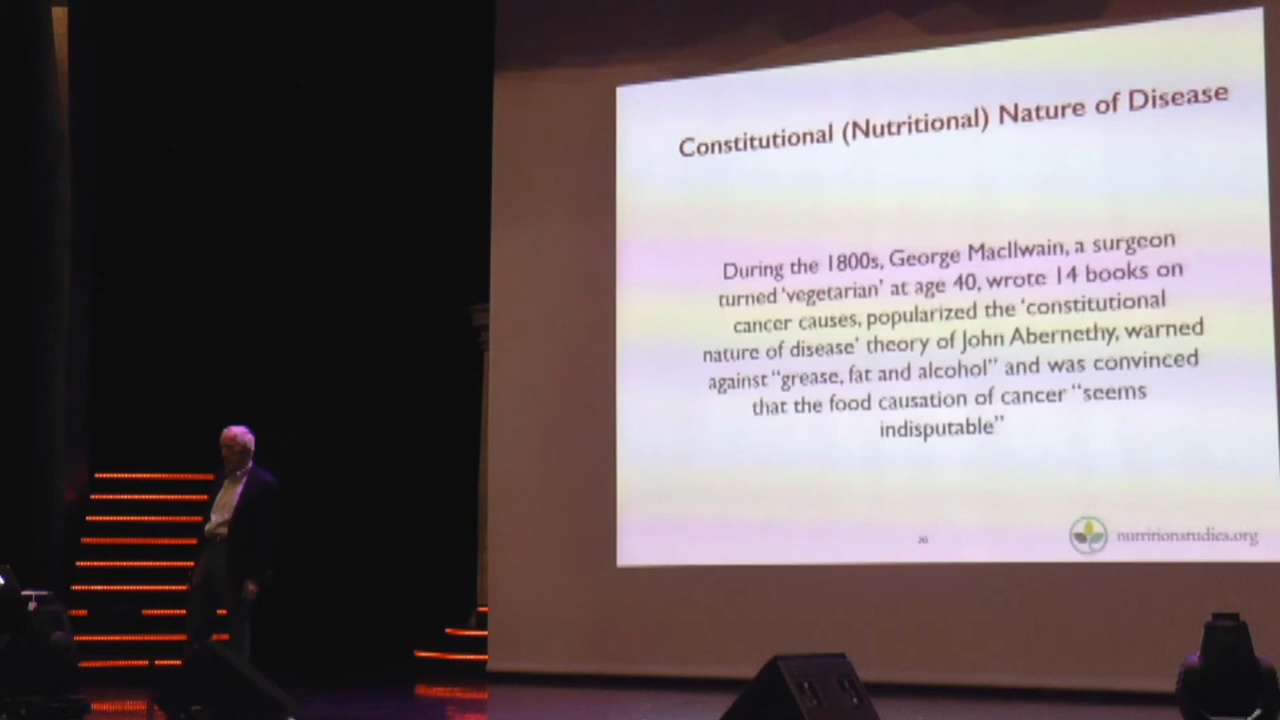 Constitutional (Nutritional) Nature of Disease
During the 1800s, George MacIlwain, a surgeon
turned 'vegetarian' at age 40, wrote 14 books on
cancer causes, popularized the 'constitutional
nature of disease' theory of John Abernethy, warned
against "grease, fat and alcohol" and was convinced
that the food causation of cancer "seems
indisputable"
nutritionstudies.org